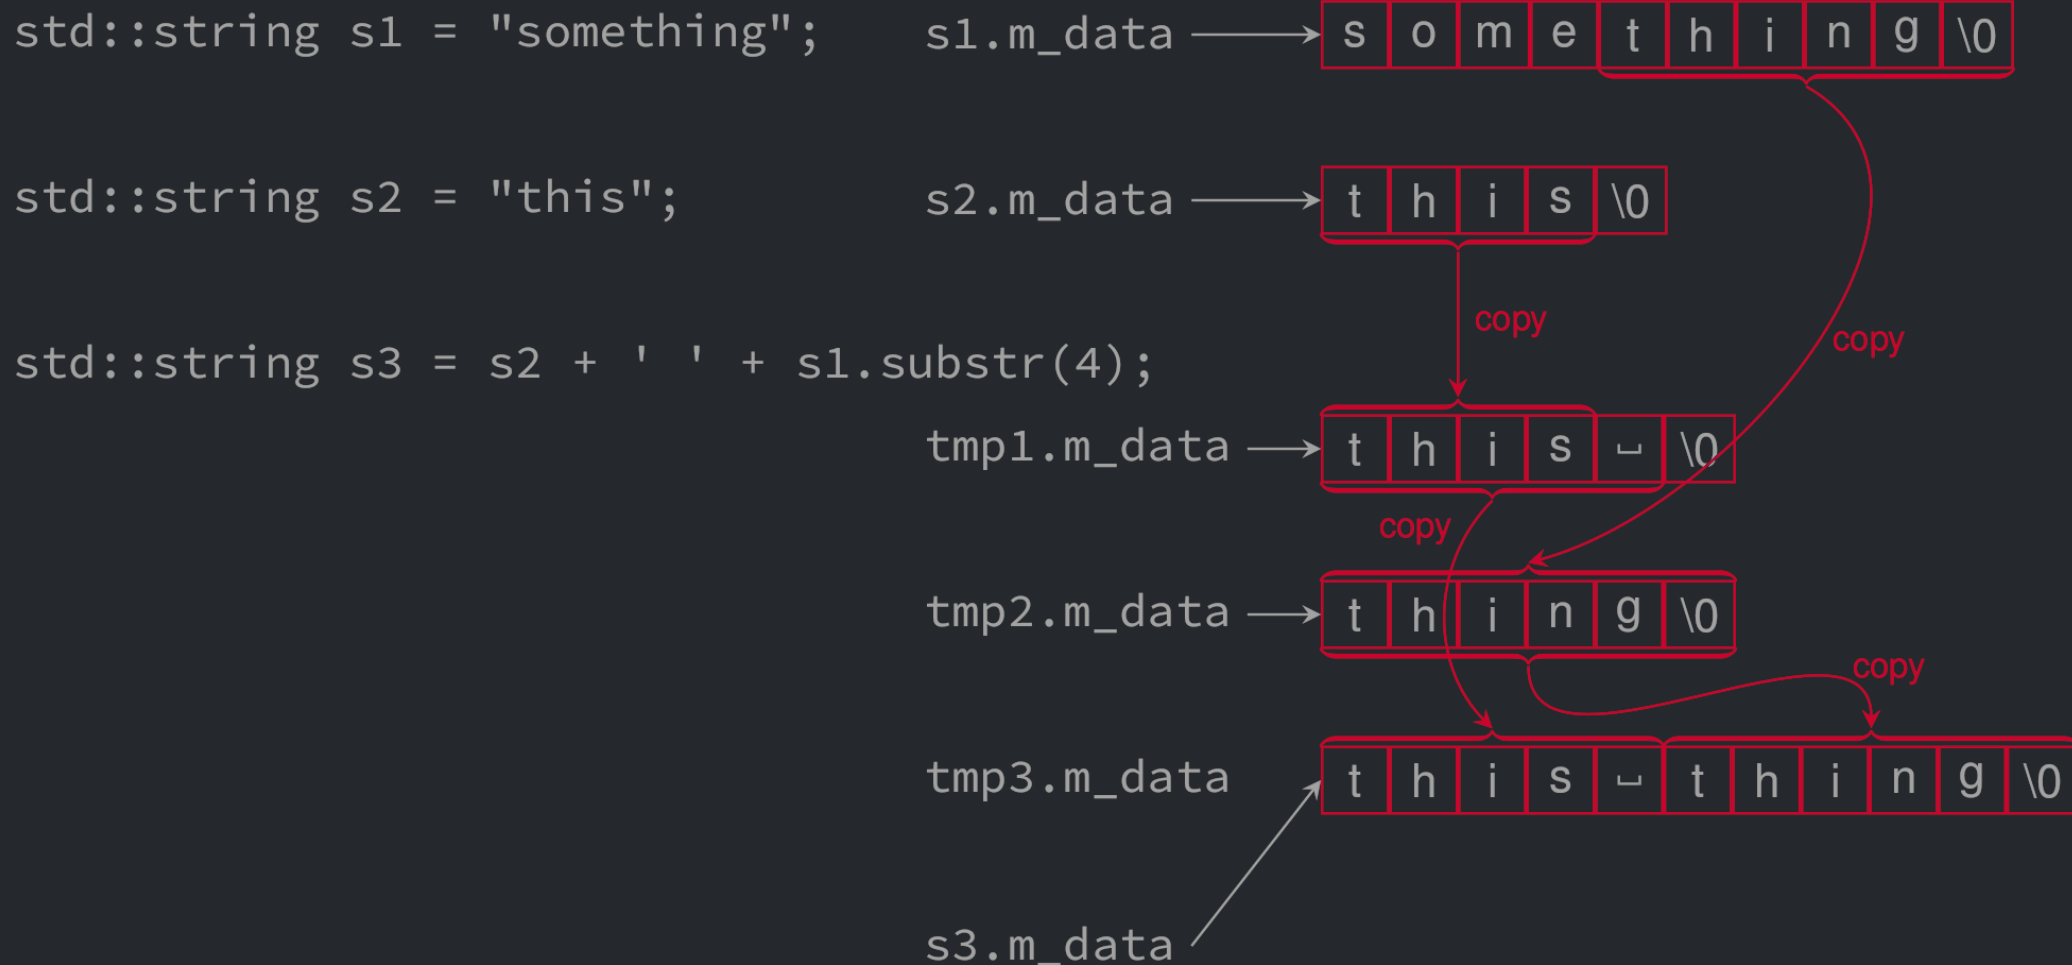 std::string s1 = "something"; s1.m_data s o m e t h i n g \0
std::string s2 = "this"; s2.m_data t h i s \0
copy
copy
std::string s3 = s2 + ' ' + s1.substr(4);
tmp1.m_data t h i s ⎵ \0
copy
tmp2.m_data t h i n g \0
copy
tmp3.m_data t h i s ⎵ t h i n g \0
s3.m_data